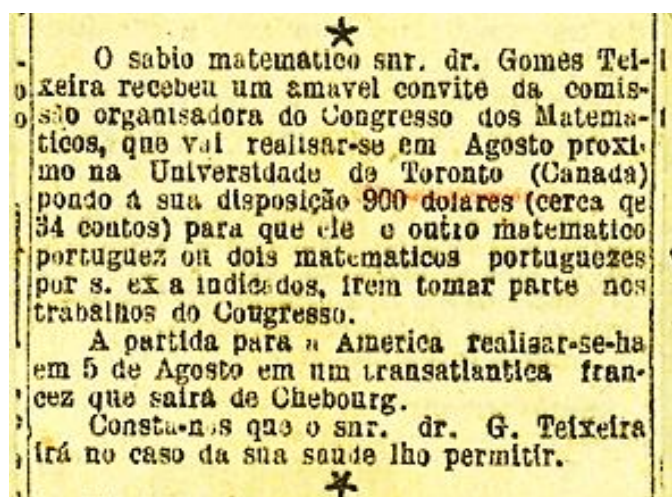 O sabio matematico snr. dr. Gomes Tei-
xeira recebeu um amavel convite da comis-
são organisadora do Congresso dos Matema-
ticos, que vai realisar-se em Agosto proxi-
mo na Universidade de Toronto (Canada)
pondo á sua disposição 900 dolares (cerca qe
34 contos) para que ele e outro matematico
portuguez ou dois matematicos portuguezes
por s. ex a indicados, irem tomar parte nos
trabalhos do Congresso.
A partida para a America realisar-se-ha
em 5 de Agosto em um transatlantica fran-
cez que sairá de Chebourg.
Consta-nos que o snr. dr. G. Teixeira
irá no caso da sua saude lho permitir.